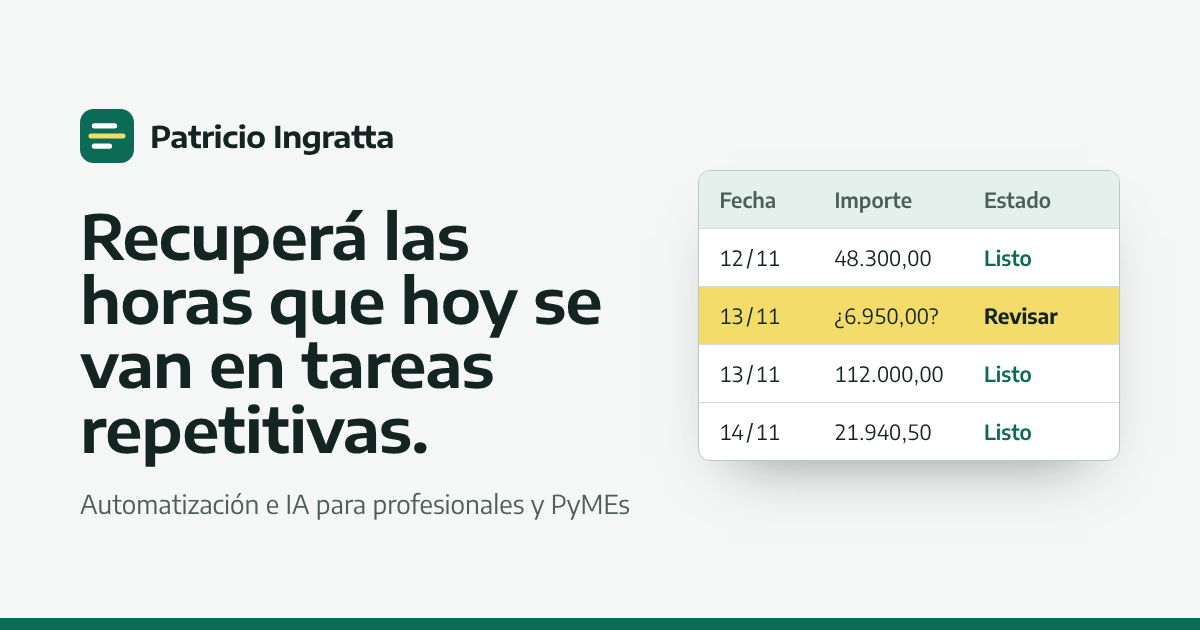 Patricio Ingratta
Recuperá las
horas que hoy se
van en tareas
repetitivas.
Automatización e IA para profesionales y PyMEs
Fecha Importe Estado
12/11 48.300,00 Listo
13/11 ¿6.950,00? Revisar
13/11 112.000,00 Listo
14/11 21.940,50 Listo